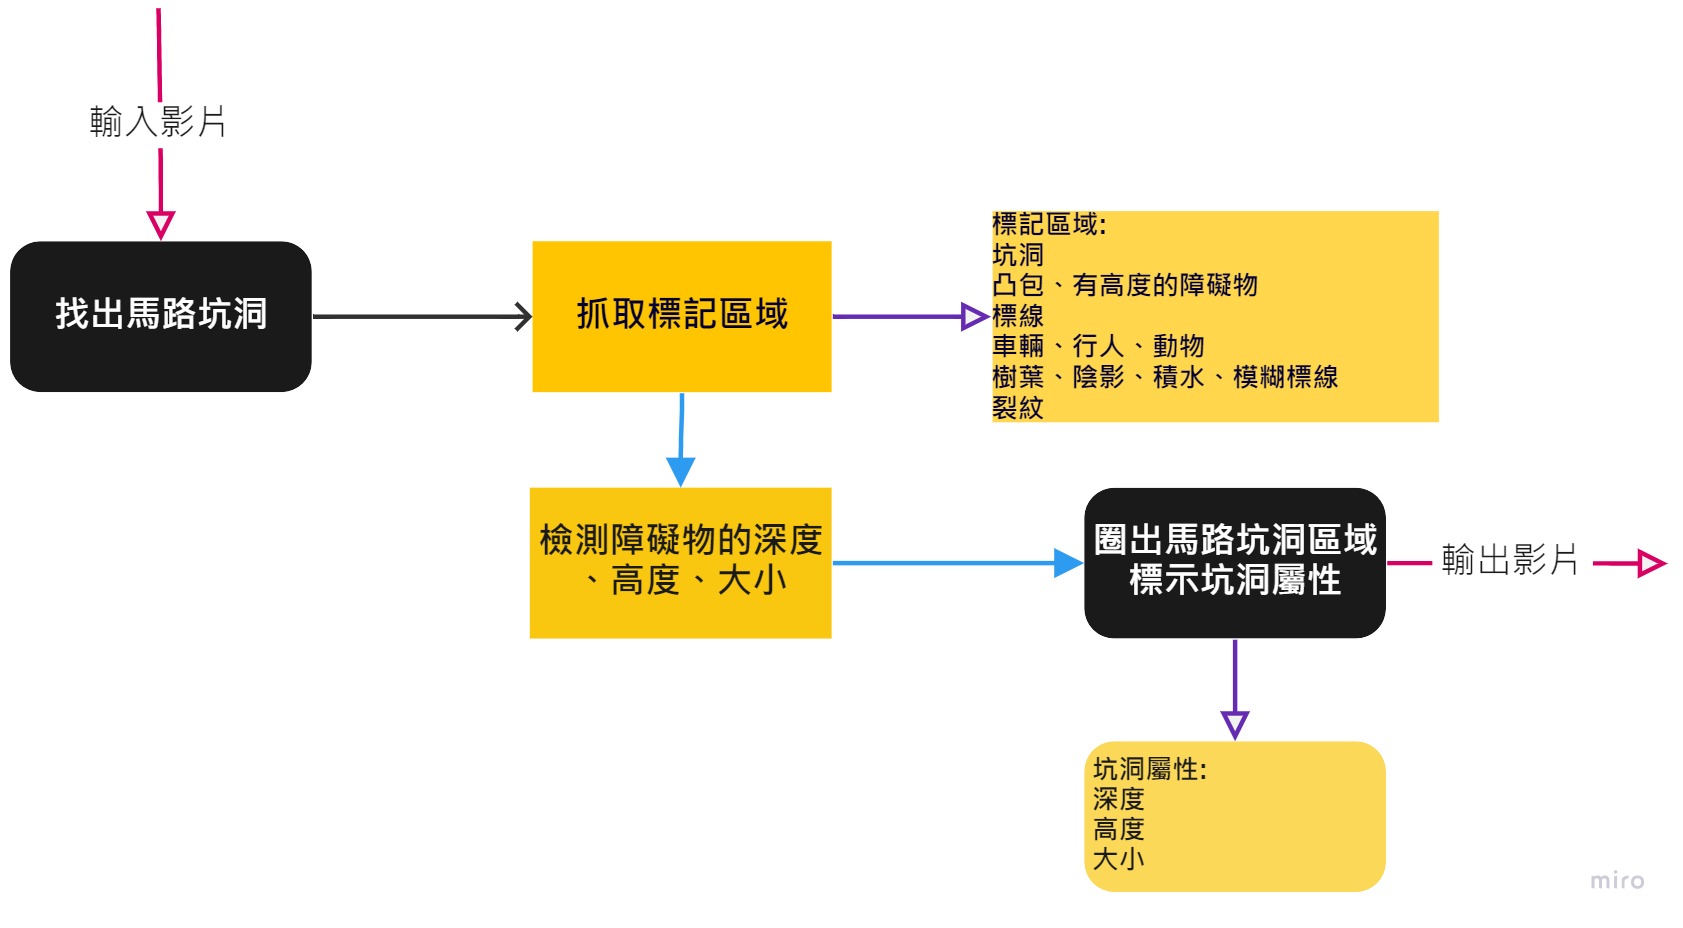 輸入影片
找出馬路坑洞
抓取標記區域
標記區域:
坑洞
凸包、有高度的障礙物
標線
車輛、行人、動物
樹葉、陰影、積水、模糊標線
裂紋
檢測障礙物的深度
、高度、大小
圈出馬路坑洞區域
標示坑洞屬性
輸出影片
坑洞屬性:
深度
高度
大小
miro